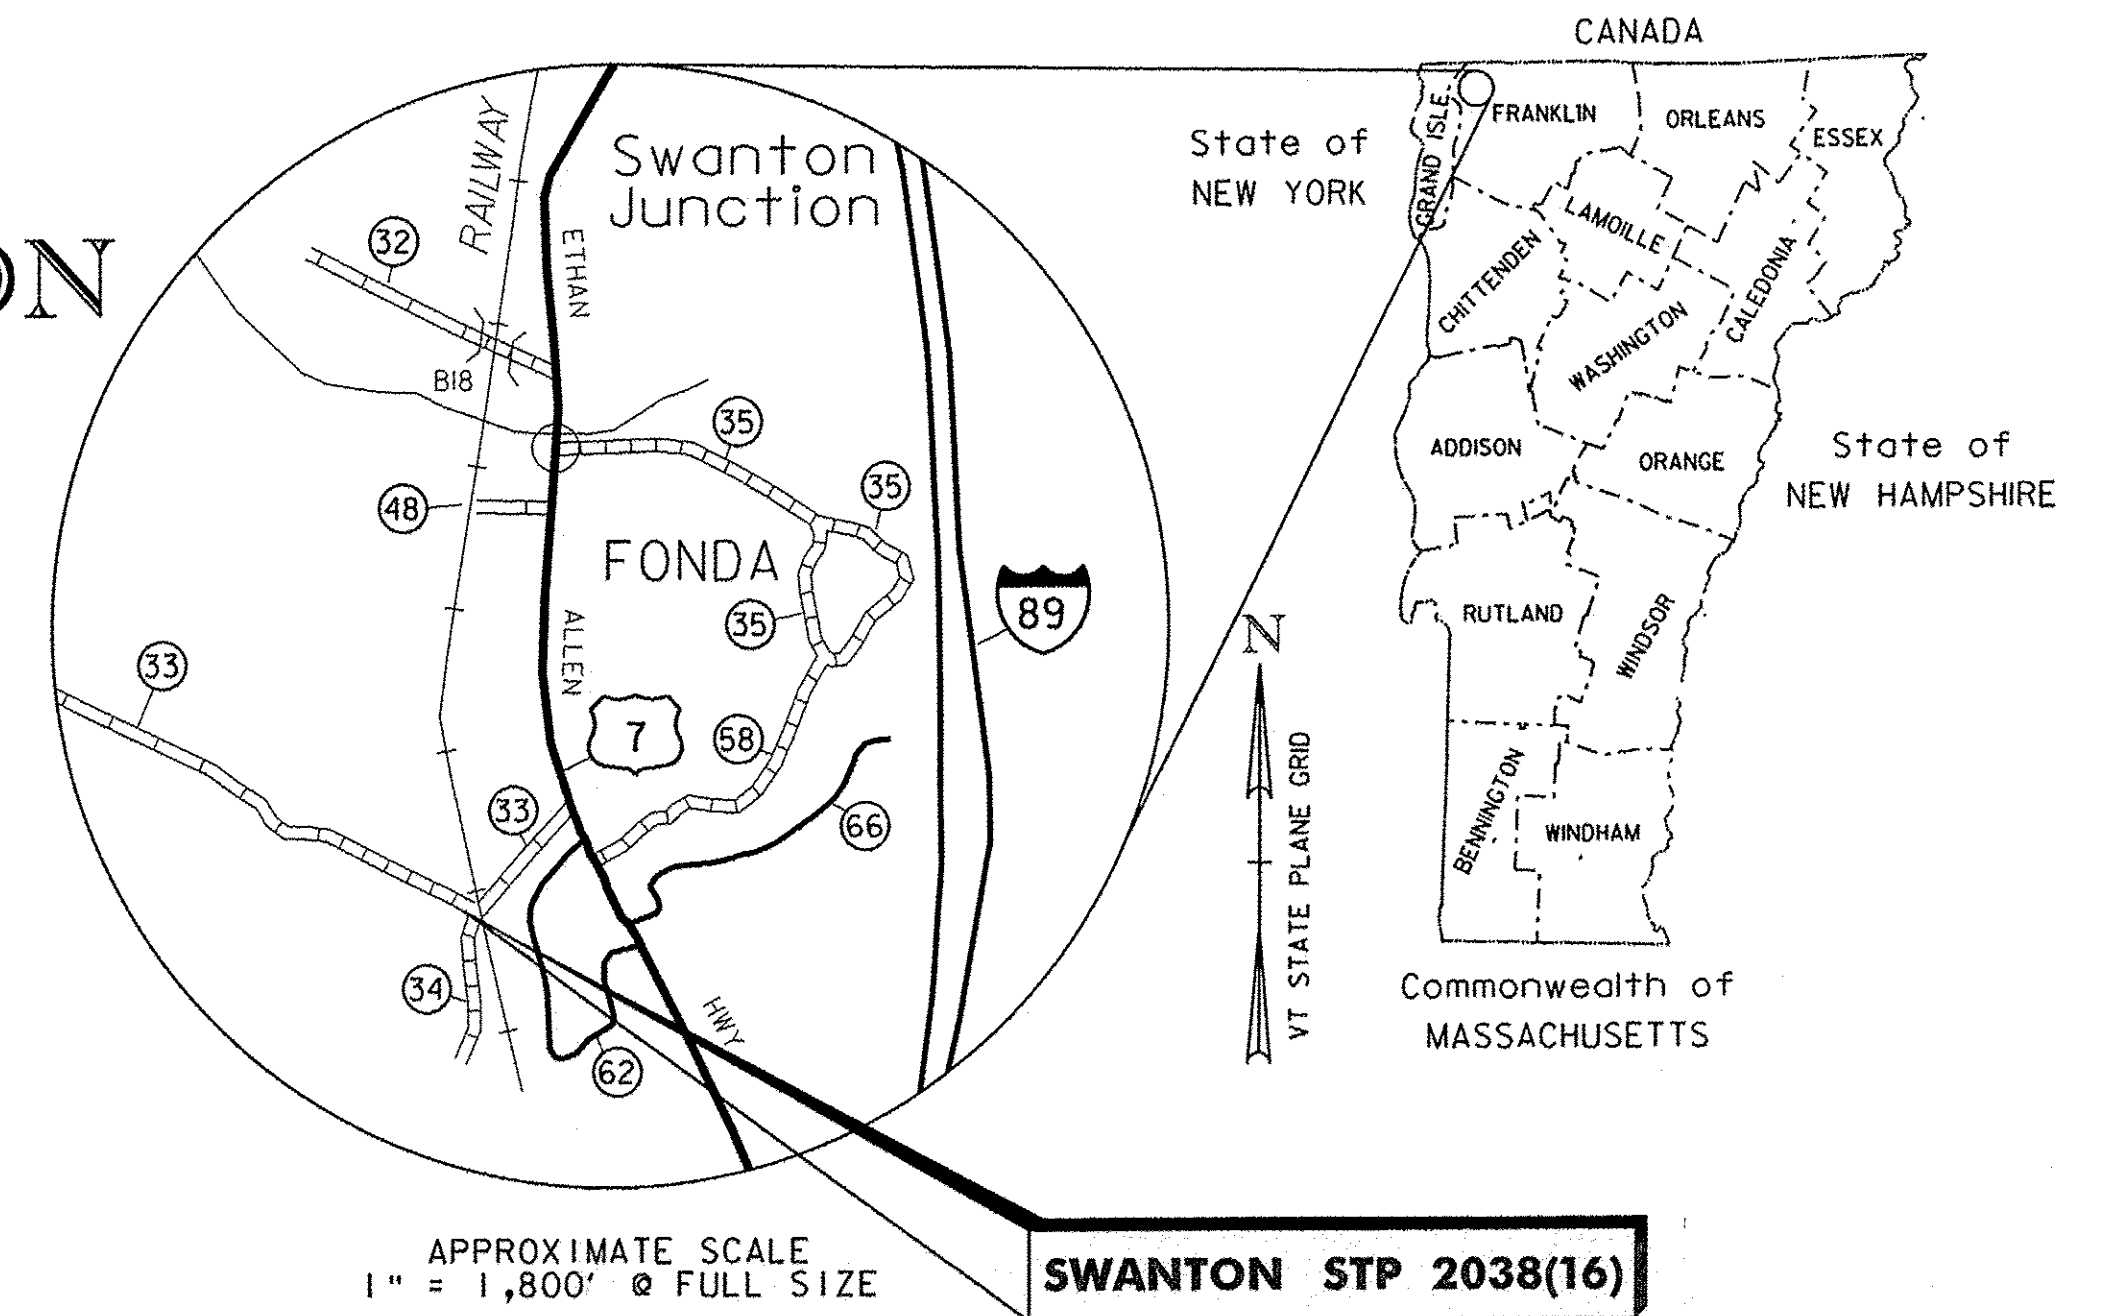 ON
CANADA
State of
NEW YORK
GRAND ISLE
FRANKLIN
ORLEANS
ESSEX
LAMOILLE
CHITTENDEN
WASHINGTON
CALEDONIA
ADDISON
ORANGE
State of
NEW HAMPSHIRE
RUTLAND
WINDSOR
BENNINGTON
WINDHAM
Commonwealth of
MASSACHUSETTS
N
VT STATE PLANE GRID
RAILWAY
Swanton
Junction
32
ETHAN
B18
35
35
48
FONDA
35
ALLEN
89
33
7
58
33
66
34
HWY
62
APPROXIMATE SCALE
1" = 1,800' @ FULL SIZE
SWANTON STP 2038(16)